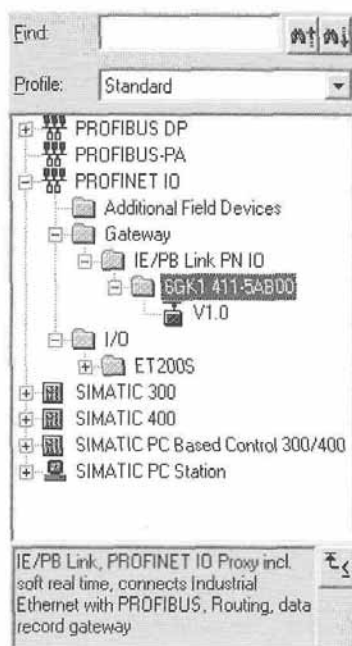 Find:
Profile:
Standard
PROFIBUS DP
PROFIBUS-PA
PROFINET IO
Additional Field Devices
Gateway
IE/PB Link PN IO
6GK1 411-5AB00
V1.0
I/O
ET200S
SIMATIC 300
SIMATIC 400
SIMATIC PC Based Control 300/400
SIMATIC PC Station
IE/PB Link, PROFINET IO Proxy incl.
soft real time, connects Industrial
Ethernet with PROFIBUS, Routing, data
record gateway